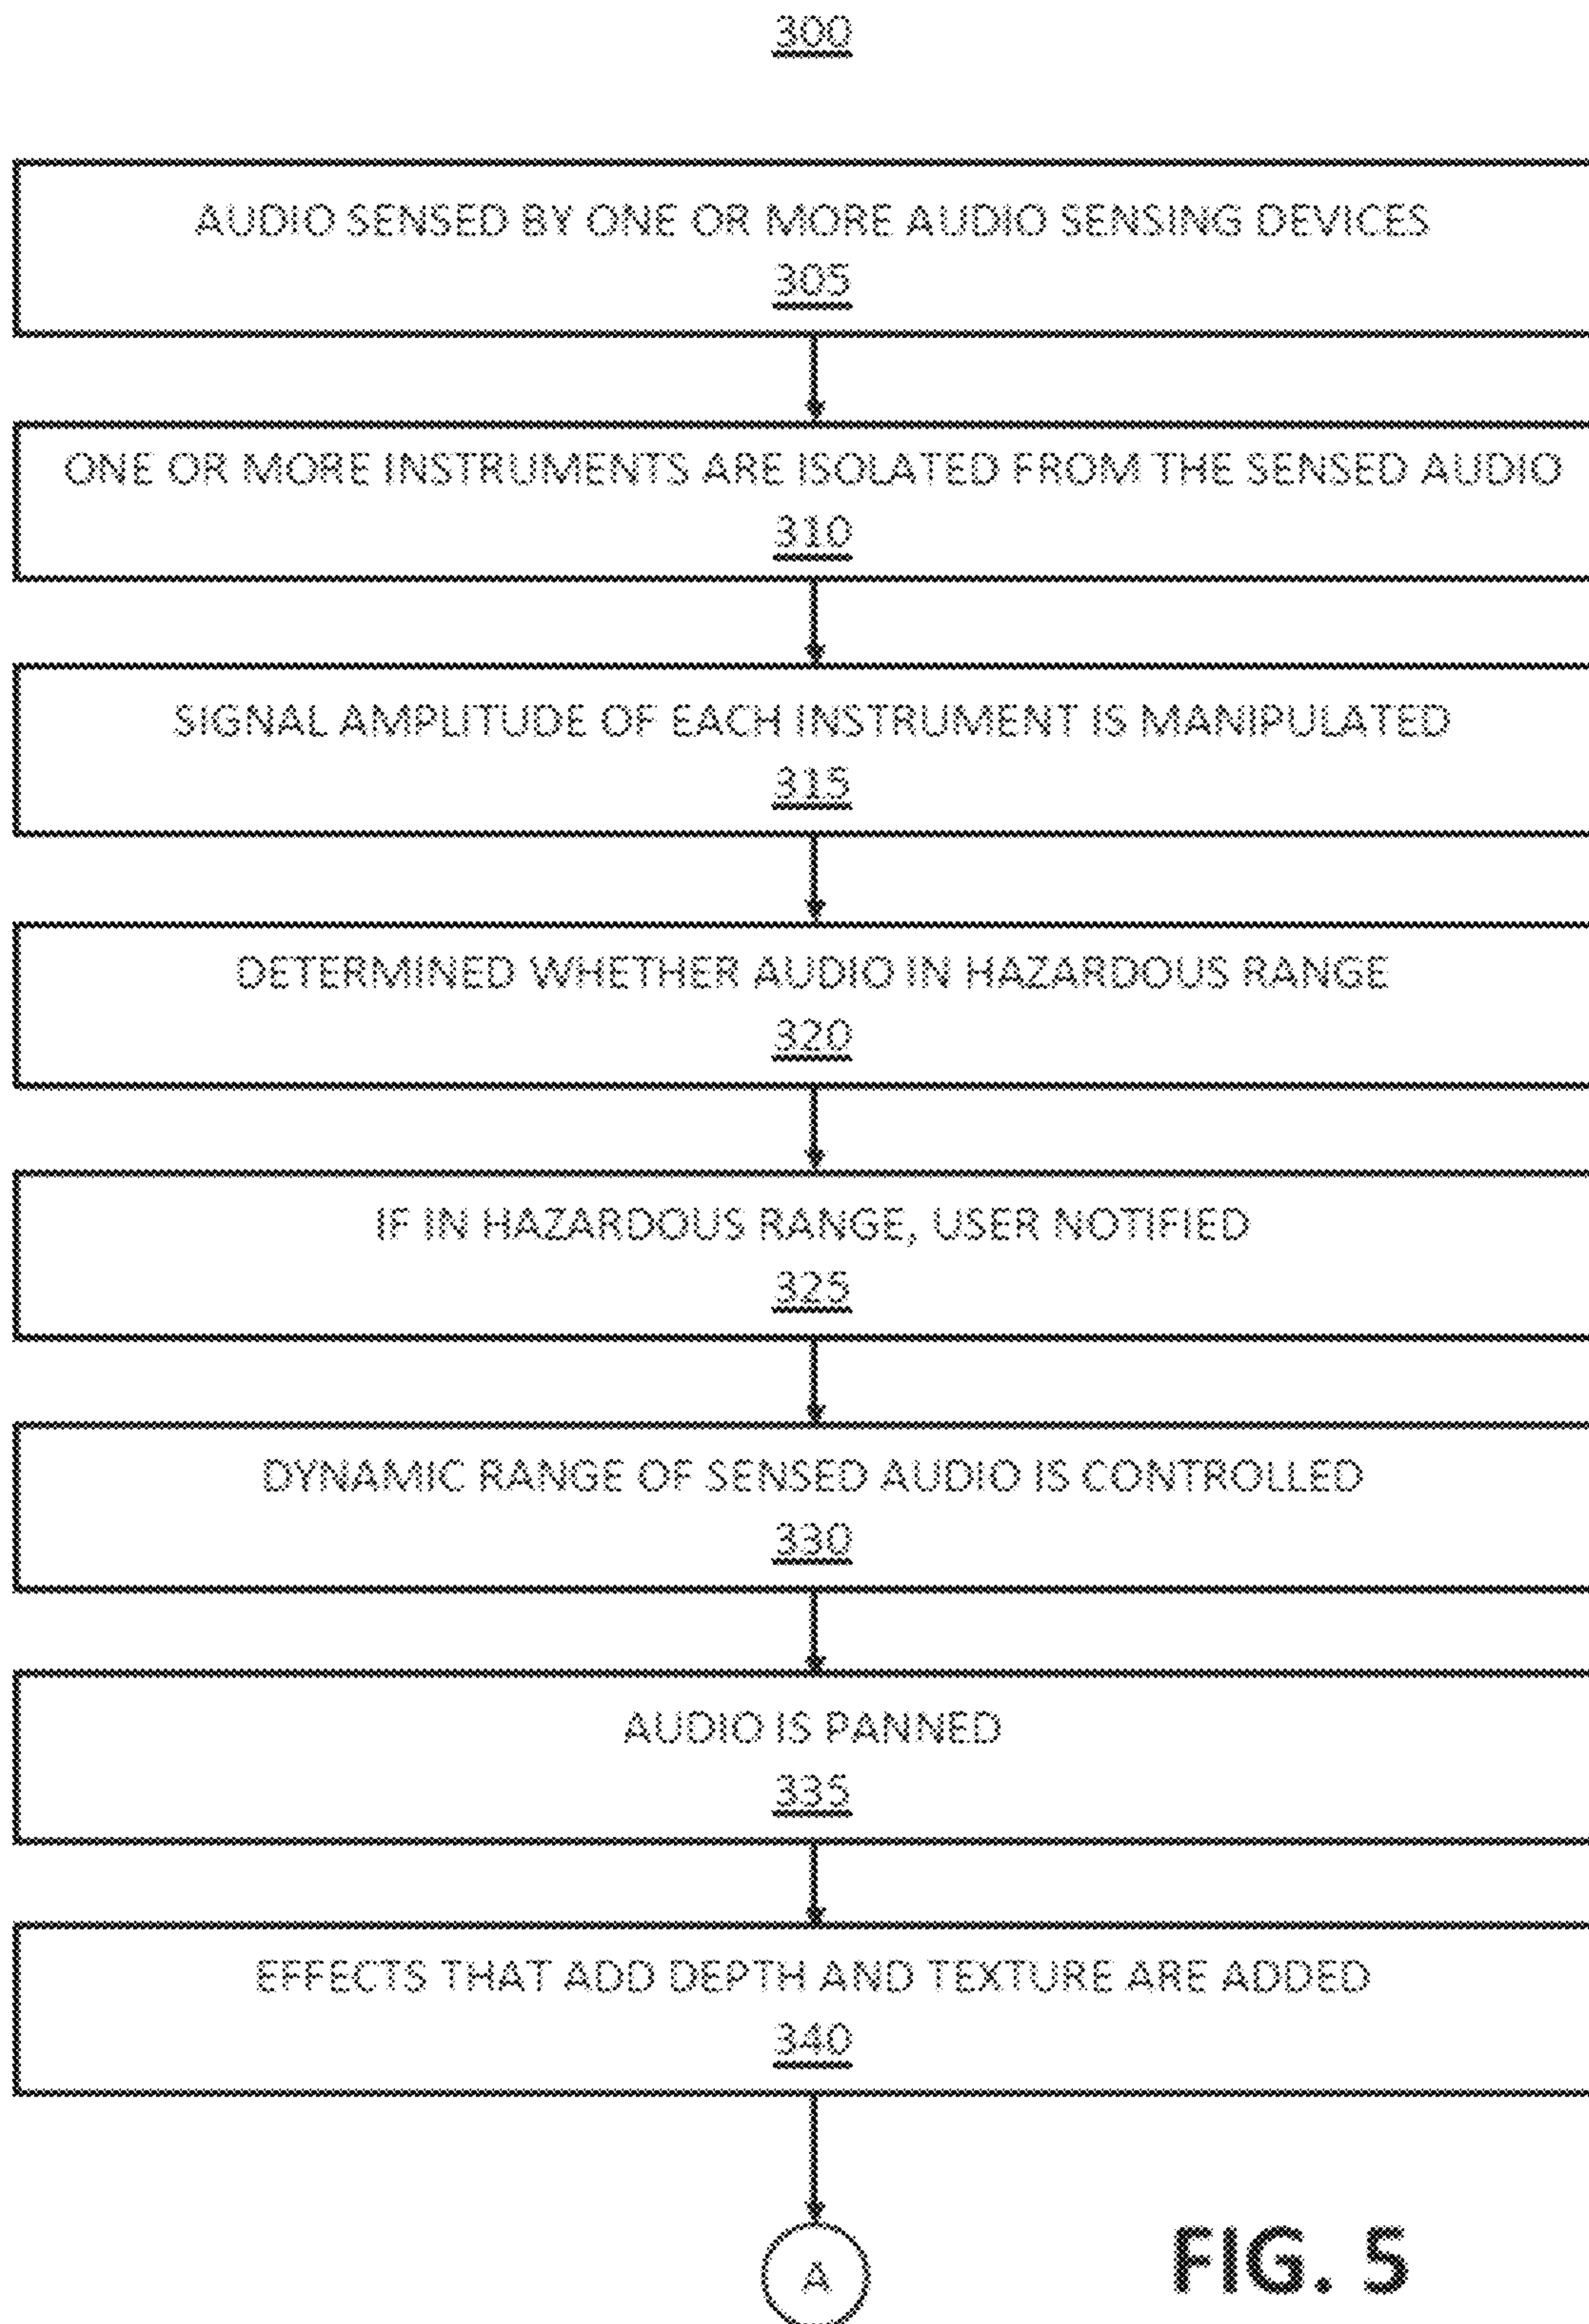 300
AUDIO SENSED BY ONE OR MORE AUDIO SENSING DEVICES
305
ONE OR MORE INSTRUMENTS ARE ISOLATED FROM THE SENSED AUDIO
310
SIGNAL AMPLITUDE OF EACH INSTRUMENT IS MANIPULATED
315
DETERMINED WHETHER AUDIO IN HAZARDOUS RANGE
320
IF IN HAZARDOUS RANGE, USER NOTIFIED
325
DYNAMIC RANGE OF SENSED AUDIO IS CONTROLLED
330
AUDIO IS PANNED
335
EFFECTS THAT ADD DEPTH AND TEXTURE ARE ADDED
340
A
FIG. 5